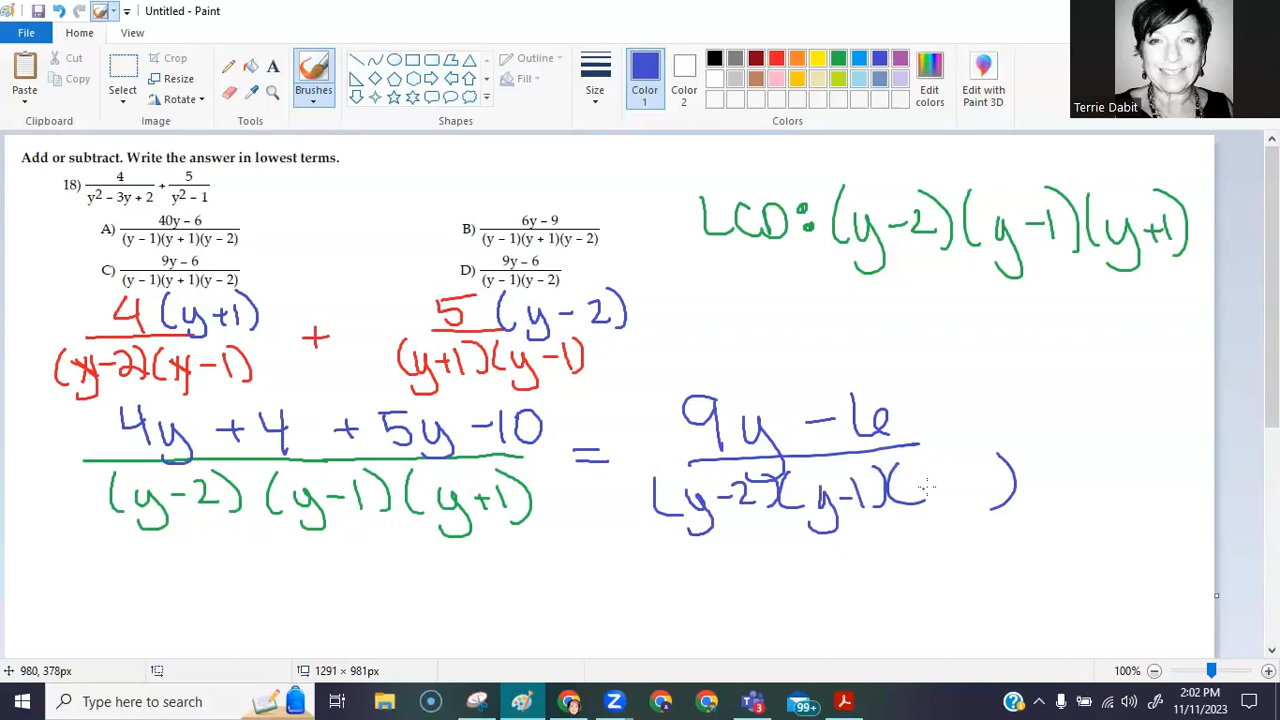 Untitled - Paint
File Home View
Paste Cut Copy Clipboard
Select Crop Resize Rotate Image
Tools
Brushes
Shapes Outline Fill
Size
Color 1 Color 2 Colors
Edit colors
Edit with Paint 3D
Terrie Dabit
Add or subtract. Write the answer in lowest terms.
18) 4/(y² – 3y + 2) + 5/(y² – 1)
A) (40y – 6)/((y – 1)(y + 1)(y – 2)) B) (6y – 9)/((y – 1)(y + 1)(y – 2))
C) (9y – 6)/((y – 1)(y + 1)(y – 2)) D) (9y – 6)/((y – 1)(y – 2))
LCD: (y-2)(y-1)(y+1)
4 (y+1) 5 (y-2)
+
(y-2)(y-1) (y+1)(y-1)
4y + 4 + 5y -10 = 9y - 6
(y-2) (y-1) (y+1) (y-2)(y-1)( )
980, 378px 1291 × 981px 100%
Type here to search
99+
3
2:02 PM
11/11/2023